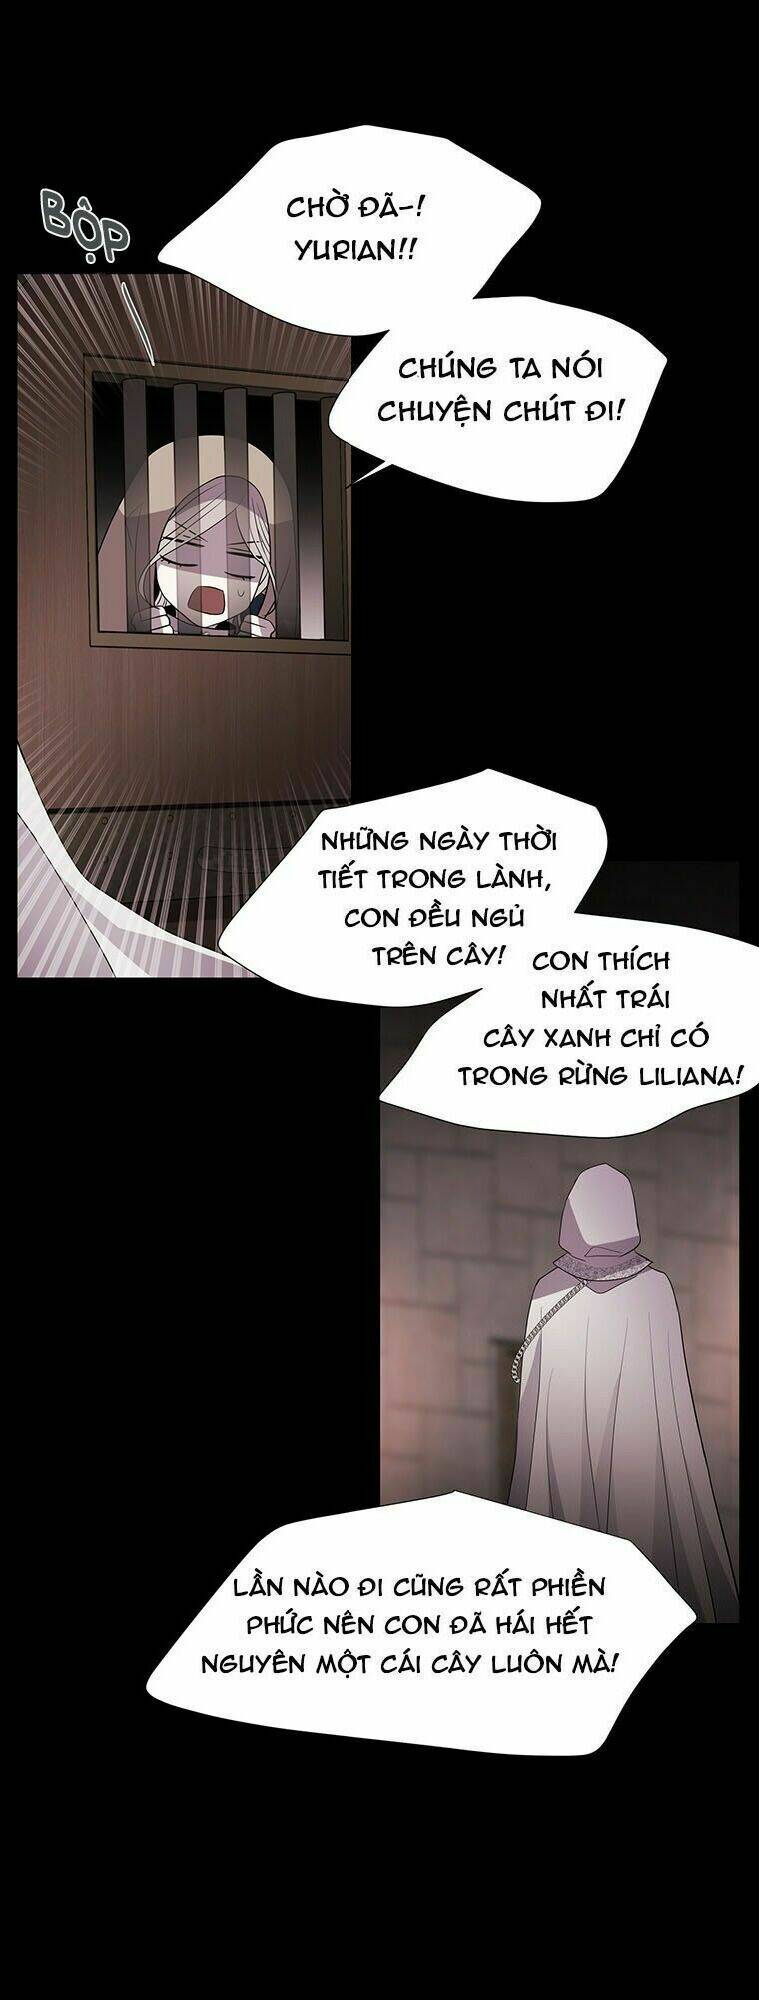 BỘP
CHỜ ĐÃ-!
YURIAN!!
CHÚNG TA NÓI
CHUYỆN CHÚT ĐI!
NHỮNG NGÀY THỜI
TIẾT TRONG LÀNH,
CON ĐỀU NGỦ
TRÊN CÂY!
CON THÍCH
NHẤT TRÁI
CÂY XANH CHỈ CÓ
TRONG RỪNG LILIANA!
LẦN NÀO ĐI CŨNG RẤT PHIỀN
PHỨC NÊN CON ĐÃ HÁI HẾT
NGUYÊN MỘT CÁI CÂY LUÔN MÀ!